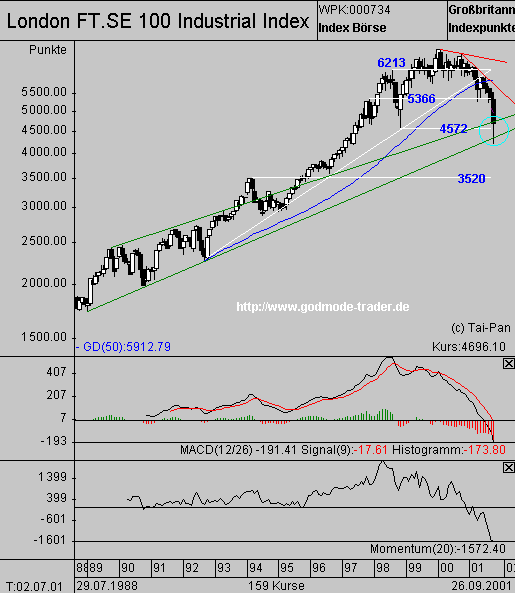 London FT.SE 100 Industrial Index
WPK:000734
Index Börse
Großbritann
Indexpunkte
Punkte
6213
5500.00
5366
5000.00
4500.00
4572
4000.00
3500.00
3520
3000.00
2500.00
2000.00
http://www.godmode-trader.de
(c) Tai-Pan
1500.00
- GD(50):5912.79
Kurs:4696.10
407
207
7
-193
MACD(12/26) -191.41 Signal(9):-17.61 Histogramm:-173.80
1399
399
-601
-1601
Momentum(20):-1572.40
88 89 90 91 92 93 94 95 96 97 98 99 00 01 02 03
T:02.07.01 29.07.1988 159 Kurse 26.09.2001